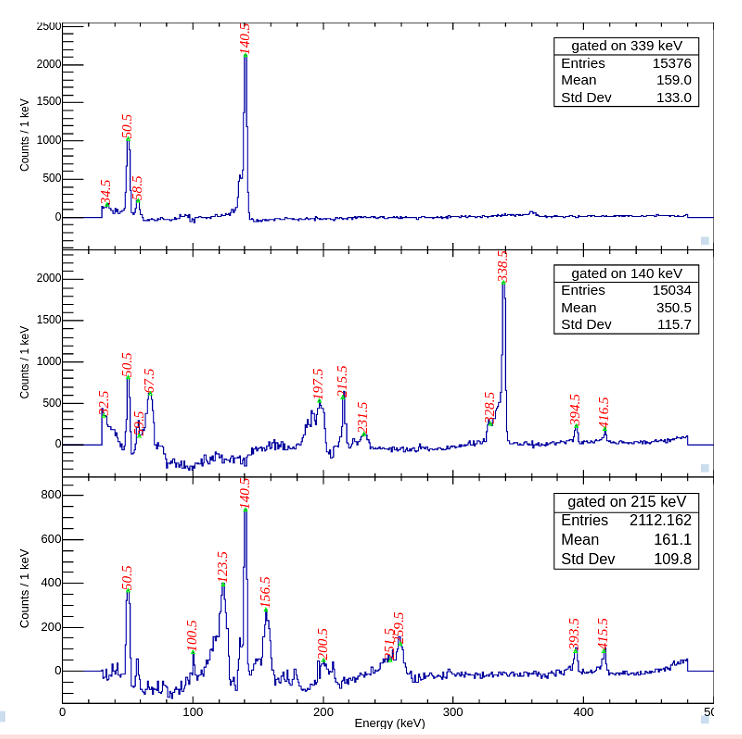 2500
2000
1500
1000
500
0
Counts / 1 keV
34.5
50.5
58.5
140.5
gated on 339 keV
Entries 15376
Mean 159.0
Std Dev 133.0
2000
1500
1000
500
0
Counts / 1 keV
32.5
50.5
67.5
197.5
215.5
231.5
328.5
338.5
394.5
416.5
gated on 140 keV
Entries 15034
Mean 350.5
Std Dev 115.7
800
600
400
200
0
Counts / 1 keV
50.5
100.5
123.5
140.5
156.5
200.5
251.5
259.5
393.5
415.5
gated on 215 keV
Entries 2112.162
Mean 161.1
Std Dev 109.8
0 100 200 300 400 50
Energy (keV)